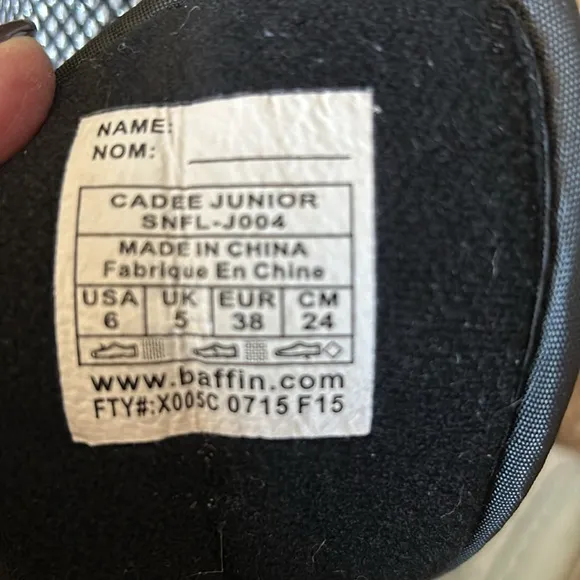 NAME:
NOM:
CADEE JUNIOR
SNFL-J004
MADE IN CHINA
Fabrique En Chine
USA UK EUR CM
6 5 38 24
www.baffin.com
FTY#:X005C 0715 F15